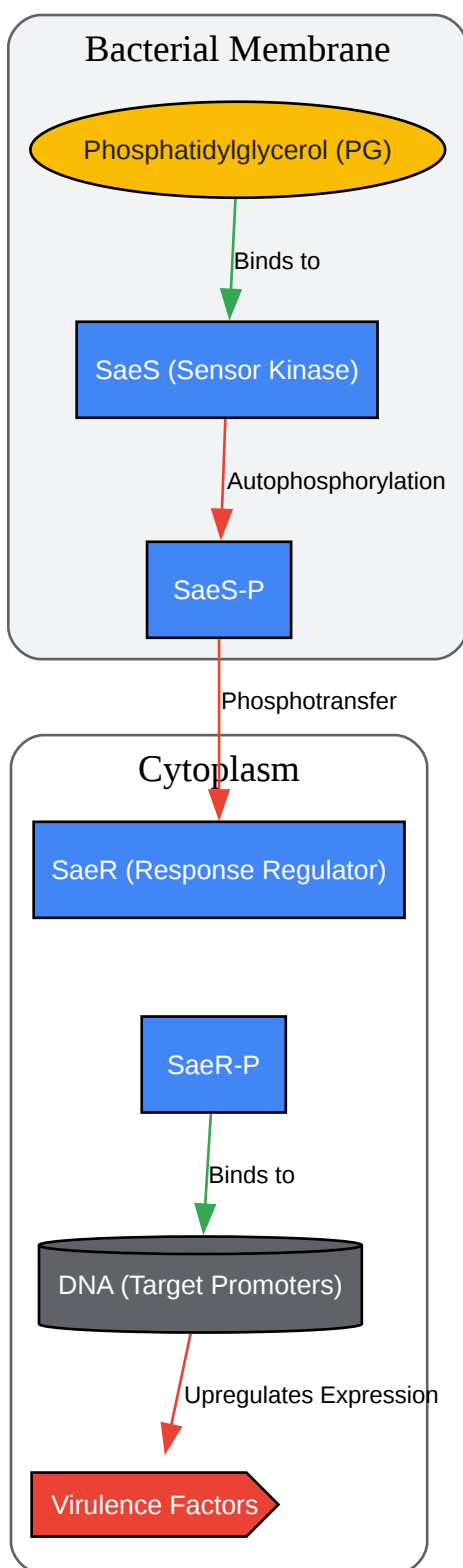 Bacterial Membrane
Phosphatidylglycerol (PG)
Binds to
SaeS (Sensor Kinase)
Autophosphorylation
SaeS-P
Phosphotransfer
Cytoplasm
SaeR (Response Regulator)
SaeR-P
Binds to
DNA (Target Promoters)
Upregulates Expression
Virulence Factors